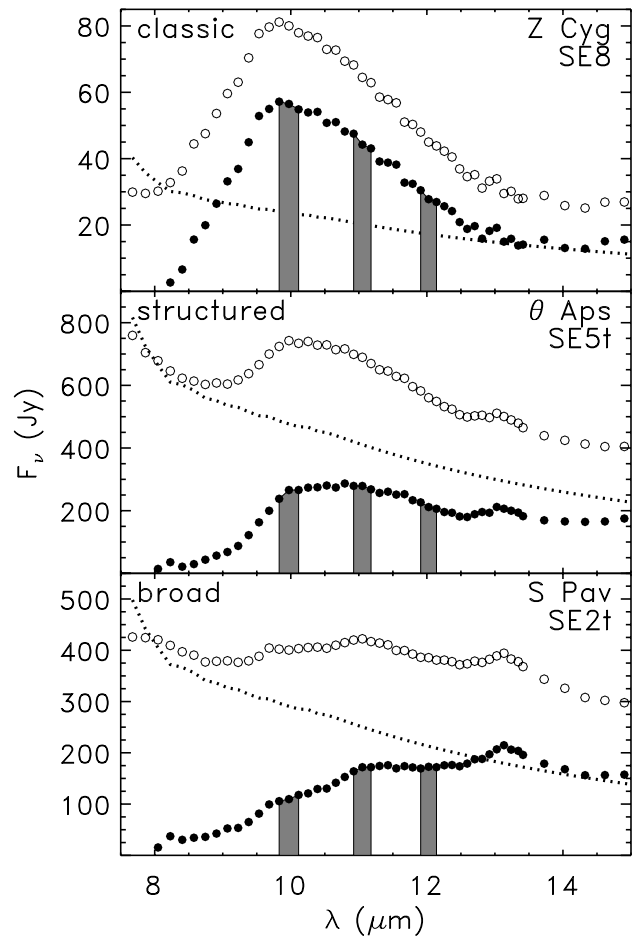 classic Z Cyg
SE8
80
60
40
20
structured θ Aps
SE5t
800
600
400
200
Fν (Jy)
broad S Pav
SE2t
500
400
300
200
100
8 10 12 14
λ (μm)